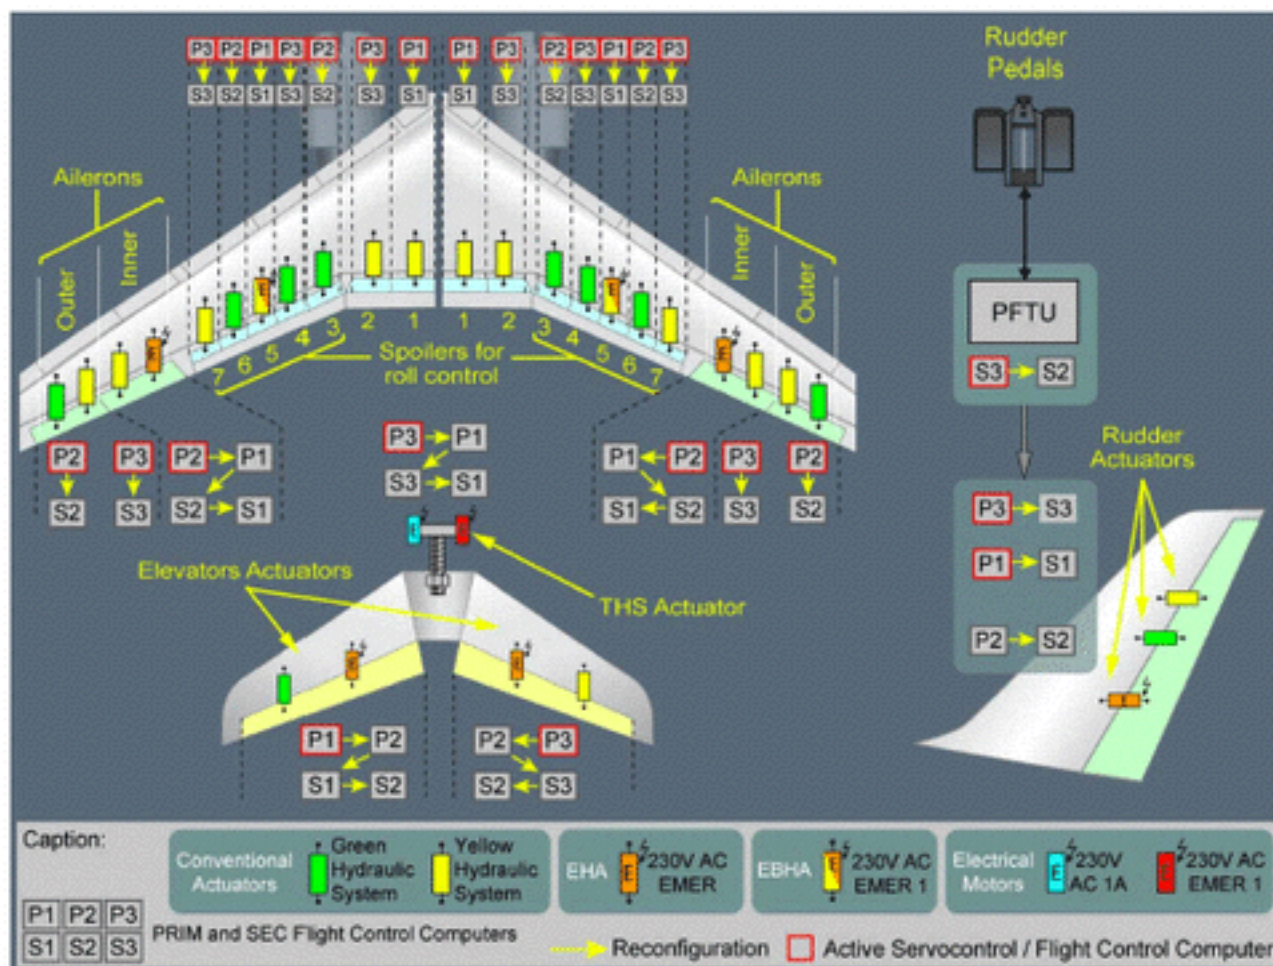 P3 P2 P1 P3 P2 P3 P1 P1 P3 P2 P3 P1 P2 P3
S3 S2 S1 S3 S2 S3 S1 S1 S3 S2 S3 S1 S2 S3
Rudder
Pedals
Ailerons
Ailerons
Outer
Inner
Inner
Outer
E
E
E
E
7 6 5 4 3 2 1 1 2 3 4 5 6 7
Spoilers for
roll control
PFTU
S3 S2
P2 P3 P2 P1
S2 S3 S2 S1
P3 P1
S3 S1
P1 P2 P3 P2
S1 S2 S3 S2
Rudder
Actuators
P3 S3
P1 S1
P2 S2
E E
Elevators Actuators
THS Actuator
E
E
P1 P2
S1 S2
P2 P3
S2 S3
Caption:
Conventional
Actuators
Green
Hydraulic
System
Yellow
Hydraulic
System
EHA
E
230V AC
EMER
EBHA
E
230V AC
EMER 1
Electrical
Motors
E
230V
AC 1A
E
230V AC
EMER 1
P1 P2 P3
S1 S2 S3
PRIM and SEC Flight Control Computers
Reconfiguration
Active Servocontrol / Flight Control Computer